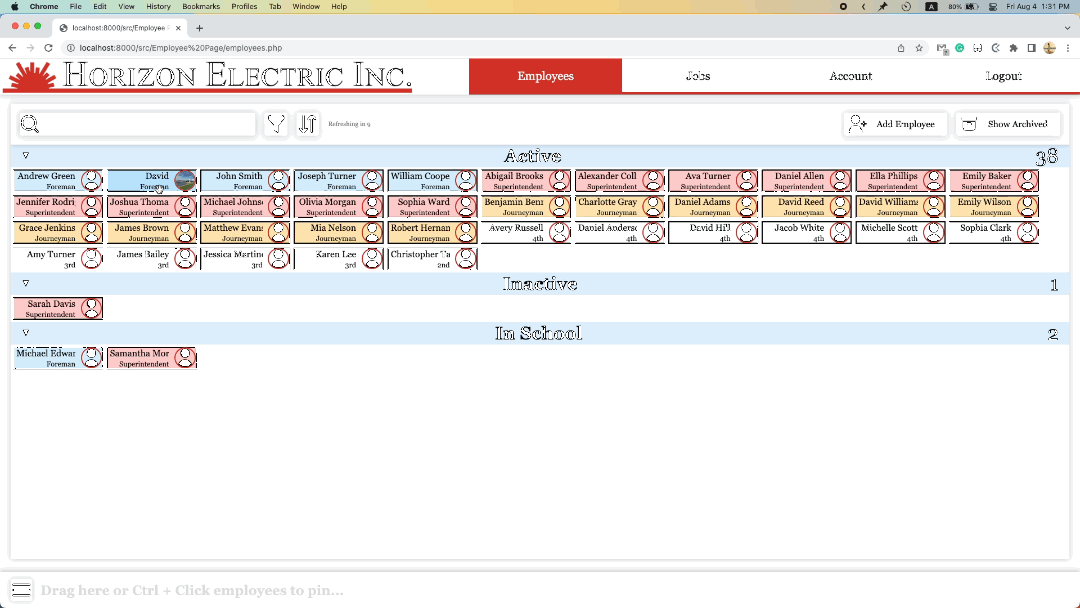 Chrome File Edit View History Bookmarks Profiles Tab Window Help A 80% Fri Aug 4 1:31 PM
localhost:8000/src/Employee
localhost:8000/src/Employee%20Page/employees.php
HORIZON ELECTRIC INC. Employees Jobs Account Logout
Refreshing in 9 Add Employee Show Archived
Active 38
Andrew Green David John Smith Joseph Turner William Coope Abigail Brooks Alexander Coll Ava Turner Daniel Allen Ella Phillips Emily Baker
Foreman Foreman Foreman Foreman Foreman Superintendent Superintendent Superintendent Superintendent Superintendent Superintendent
Jennifer Rodri Joshua Thoma Michael Johns Olivia Morgan Sophia Ward Benjamin Benn Charlotte Gray Daniel Adams David Reed David Williams Emily Wilson
Superintendent Superintendent Superintendent Superintendent Superintendent Journeyman Journeyman Journeyman Journeyman Journeyman Journeyman
Grace Jenkins James Brown Matthew Evans Mia Nelson Robert Hernan Avery Russell Daniel Anderso David Hill Jacob White Michelle Scott Sophia Clark
Journeyman Journeyman Journeyman Journeyman Journeyman 4th 4th 4th 4th 4th 4th
Amy Turner James Bailey Jessica Martine Karen Lee Christopher Ta
3rd 3rd 3rd 3rd 2nd
Inactive 1
Sarah Davis
Superintendent
In School 2
Michael Edwar Samantha Mor
Foreman Superintendent
Drag here or Ctrl + Click employees to pin...